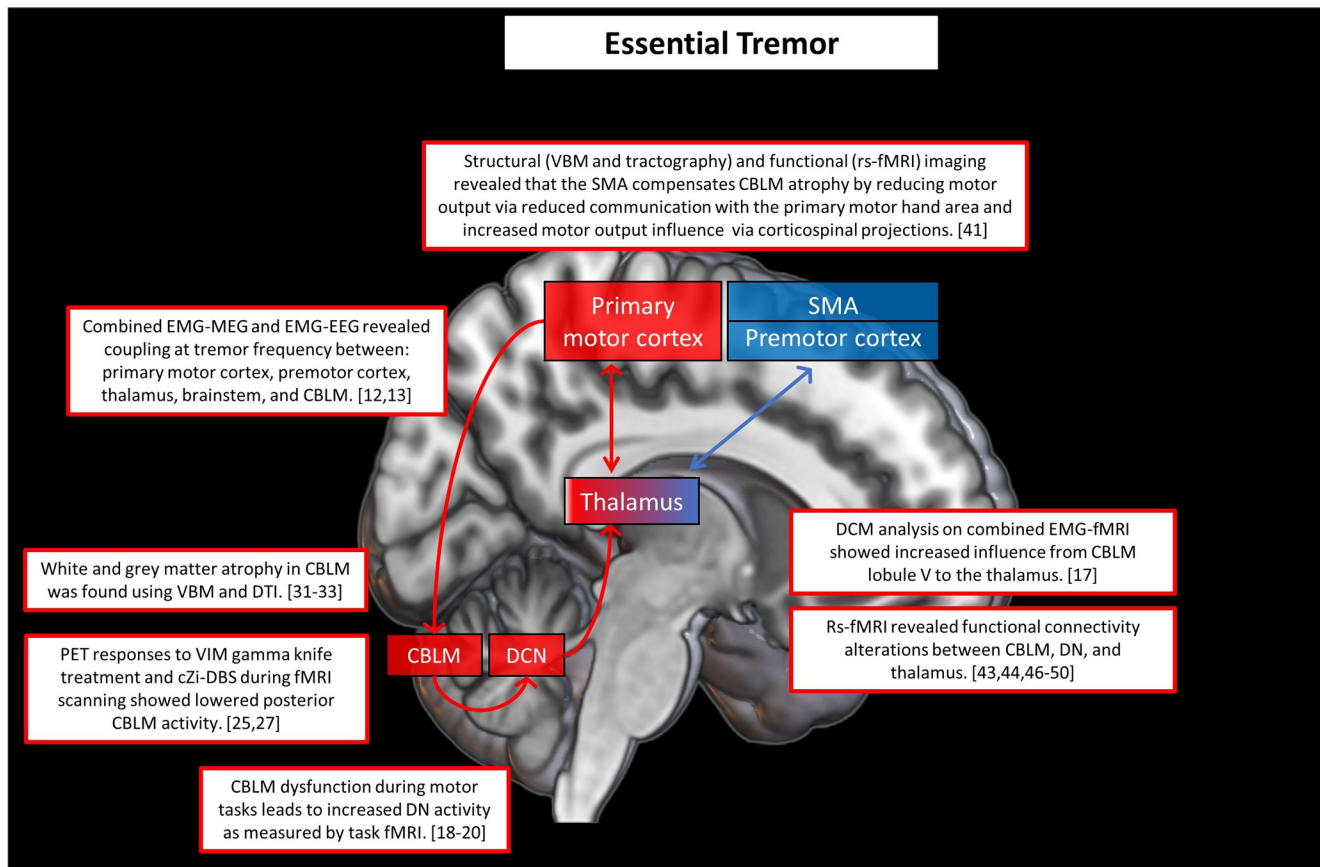 Essential Tremor
Structural (VBM and tractography) and functional (rs-fMRI) imaging
revealed that the SMA compensates CBLM atrophy by reducing motor
output via reduced communication with the primary motor hand area and
increased motor output influence via corticospinal projections. [41]
Primary
motor cortex
SMA
Premotor cortex
Combined EMG-MEG and EMG-EEG revealed
coupling at tremor frequency between:
primary motor cortex, premotor cortex,
thalamus, brainstem, and CBLM. [12,13]
Thalamus
DCM analysis on combined EMG-fMRI
showed increased influence from CBLM
lobule V to the thalamus. [17]
White and grey matter atrophy in CBLM
was found using VBM and DTI. [31-33]
Rs-fMRI revealed functional connectivity
alterations between CBLM, DN, and
thalamus. [43,44,46-50]
CBLM
DCN
PET responses to VIM gamma knife
treatment and cZi-DBS during fMRI
scanning showed lowered posterior
CBLM activity. [25,27]
CBLM dysfunction during motor
tasks leads to increased DN activity
as measured by task fMRI. [18-20]